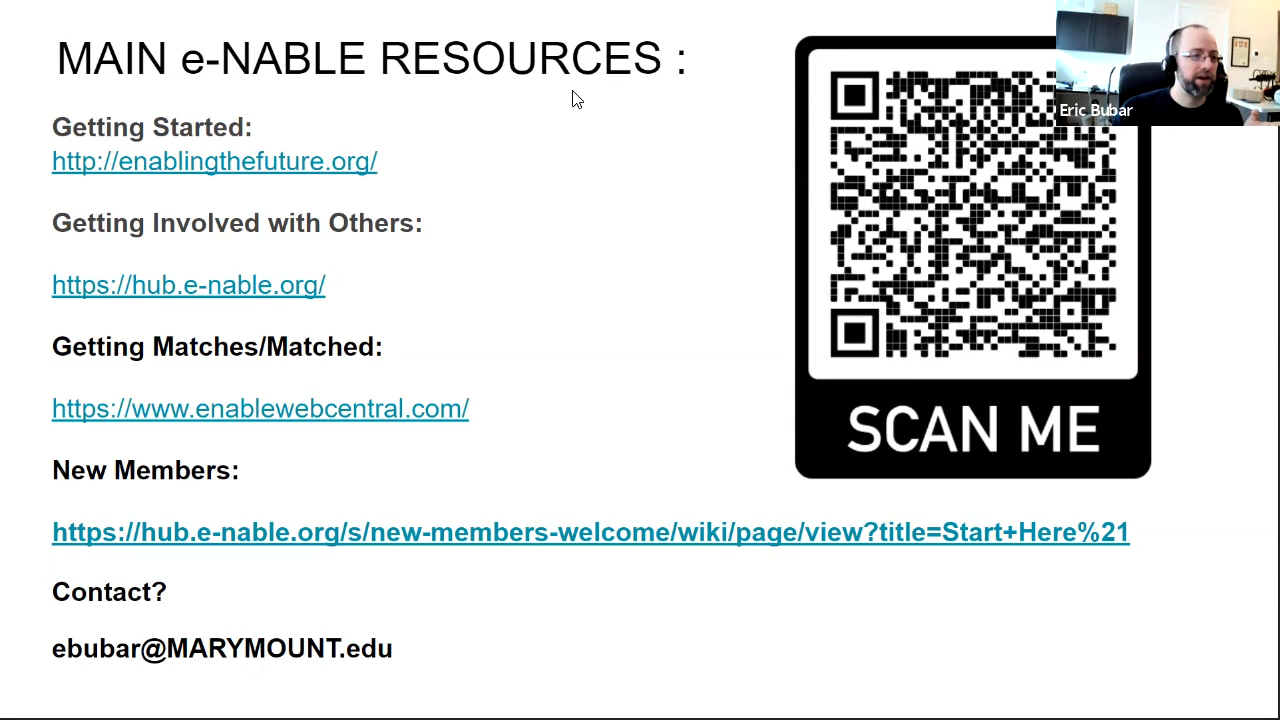 MAIN e-NABLE RESOURCES :
Eric Bubar
Getting Started:
http://enablingthefuture.org/
Getting Involved with Others:
https://hub.e-nable.org/
Getting Matches/Matched:
https://www.enablewebcentral.com/
SCAN ME
New Members:
https://hub.e-nable.org/s/new-members-welcome/wiki/page/view?title=Start+Here%21
Contact?
ebubar@MARYMOUNT.edu